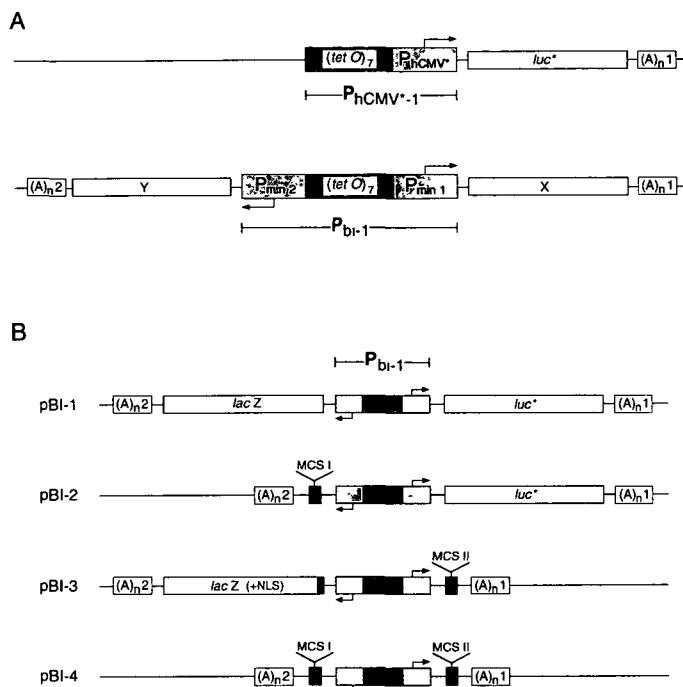 A
(tet O)7 PhCMV* luc*  (A)n1
PhCMV*-1
(A)n2 Y Pmin 2 (tet O)7 Pmin 1 X (A)n1
Pbi-1
B
Pbi-1
pBI-1 (A)n2 lac Z luc* (A)n1
MCS I
pBI-2 (A)n2 luc* (A)n1
MCS II
pBI-3 (A)n2 lac Z (+NLS) (A)n1
MCS I MCS II
pBI-4 (A)n2 (A)n1